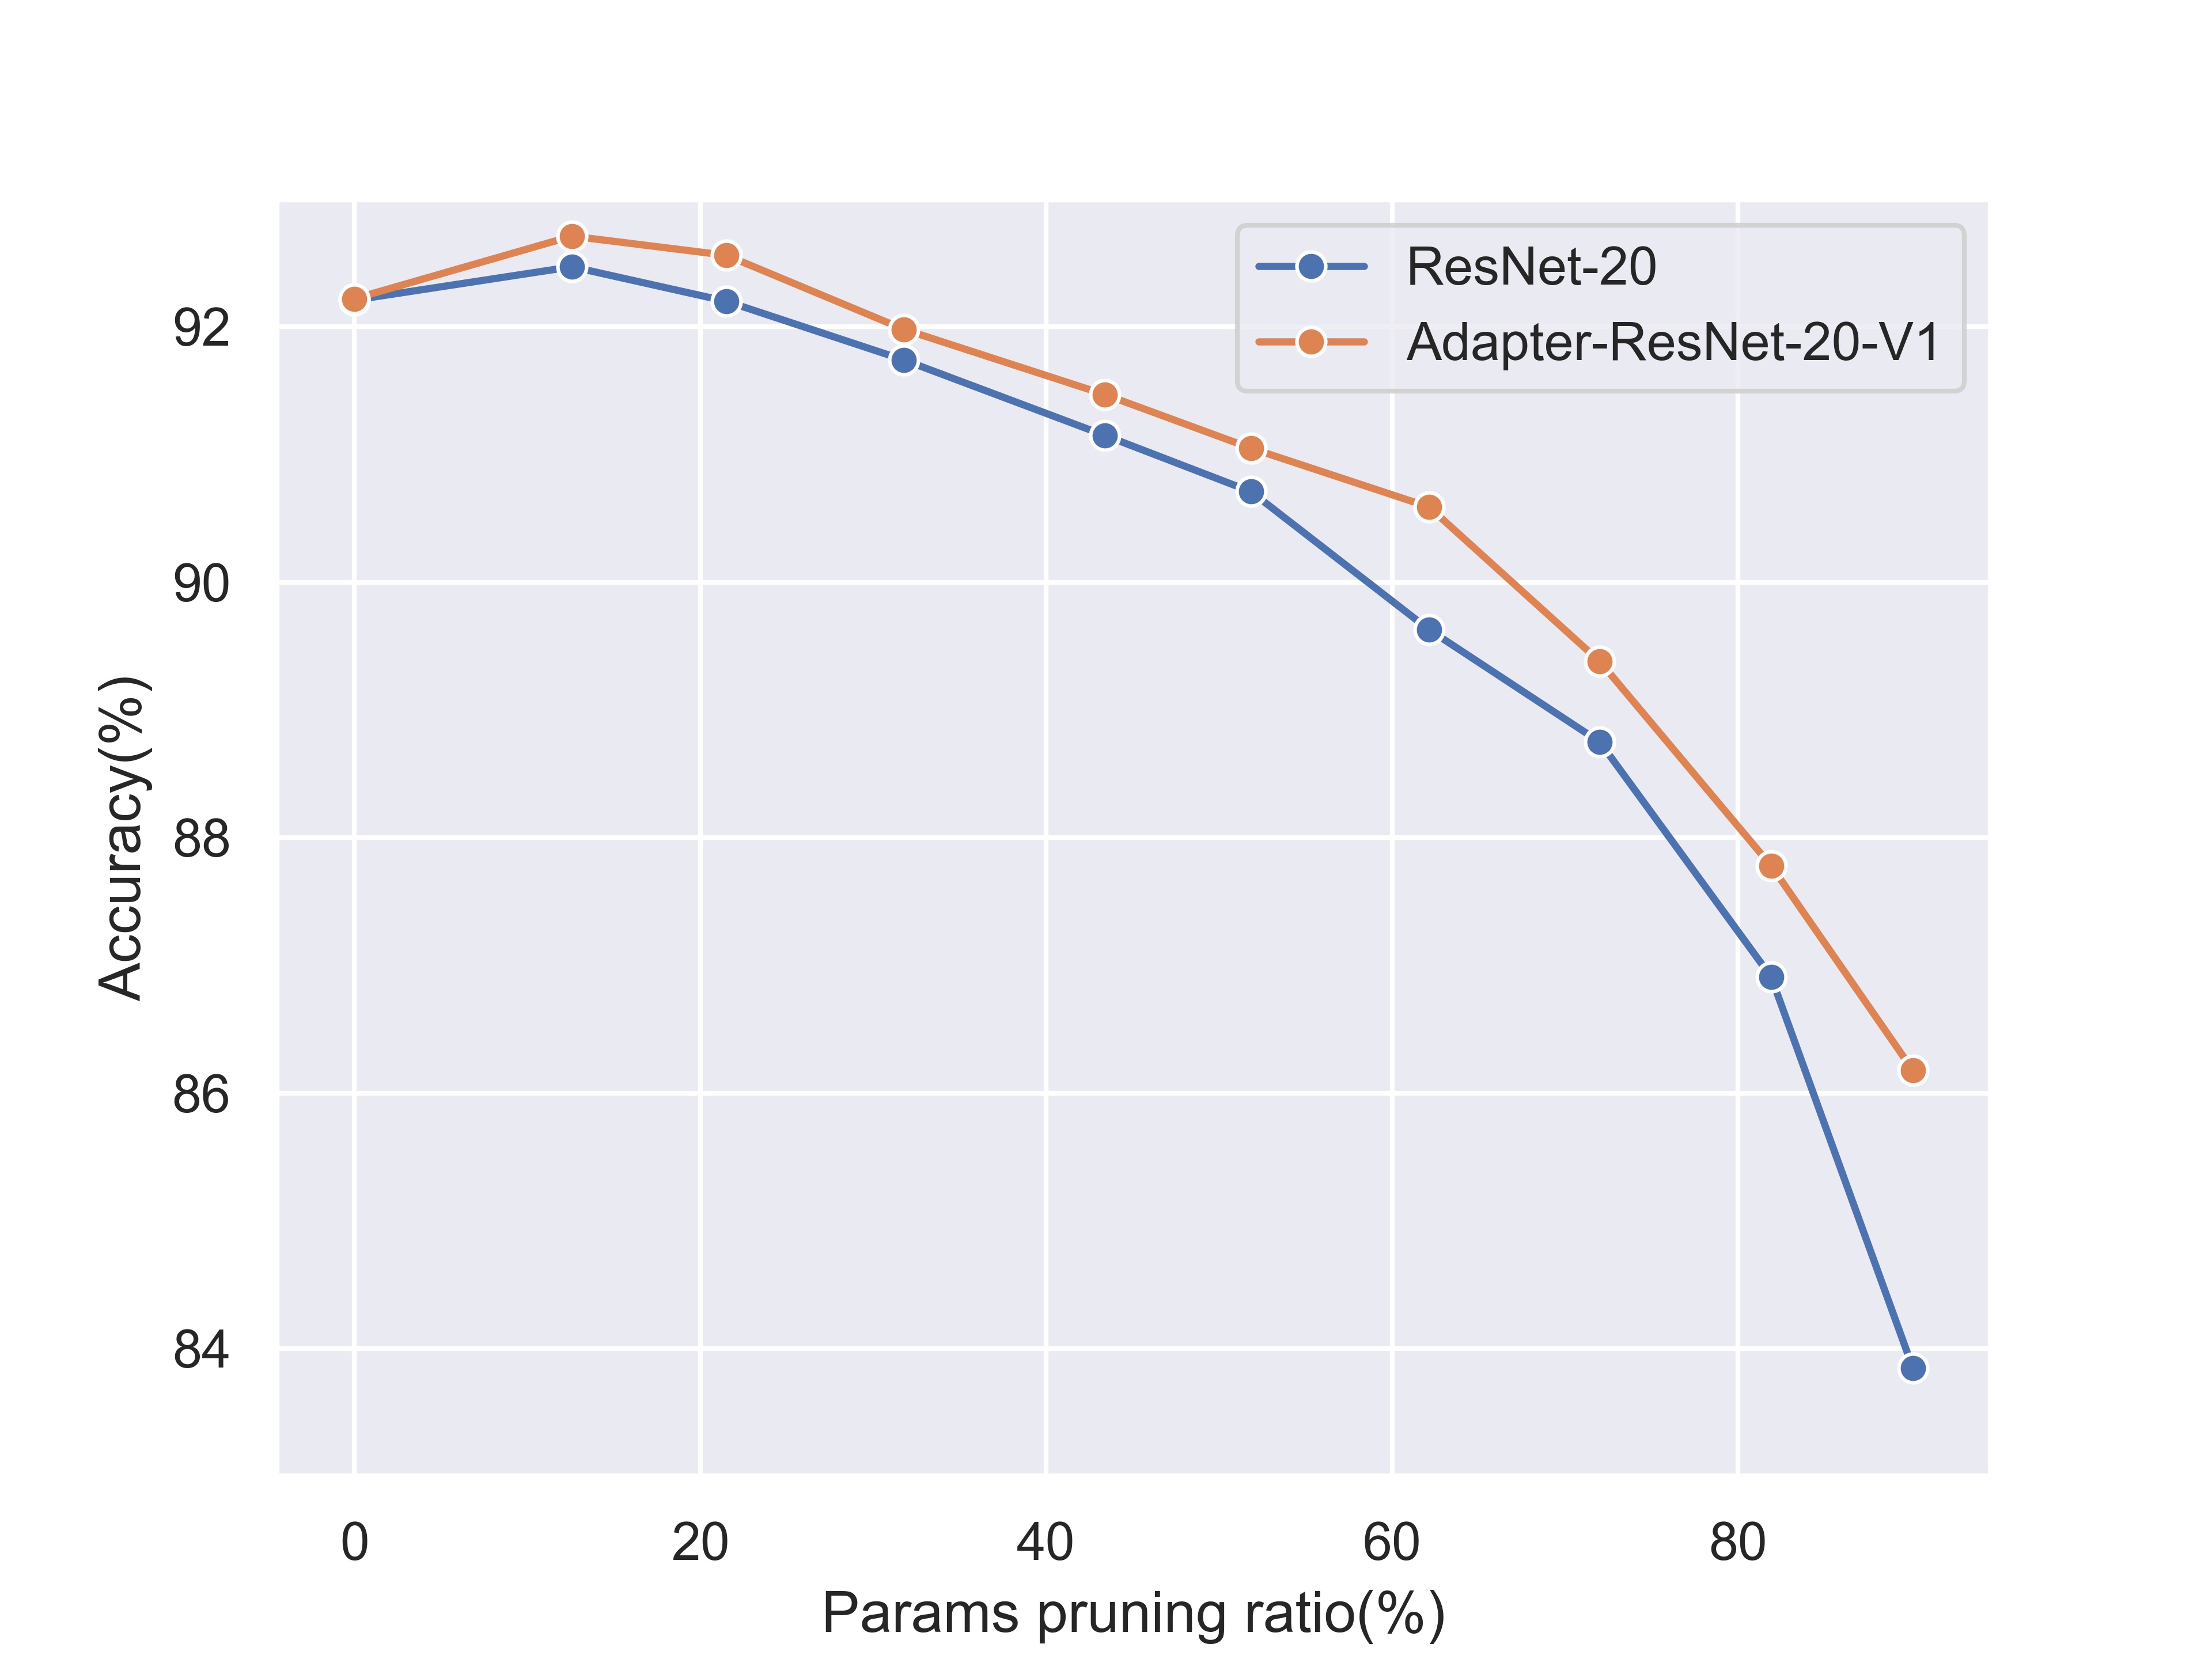 ResNet-20
Adapter-ResNet-20-V1
92
90
88
86
84
Accuracy(%)
0 20 40 60 80
Params pruning ratio(%)